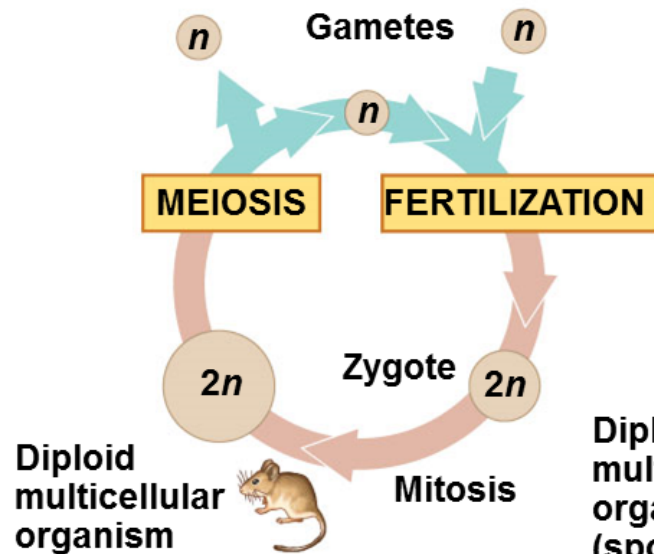 n
Gametes
n
n
MEIOSIS
FERTILIZATION
2n
Zygote
2n
Diploid
multicellular
organism
Mitosis